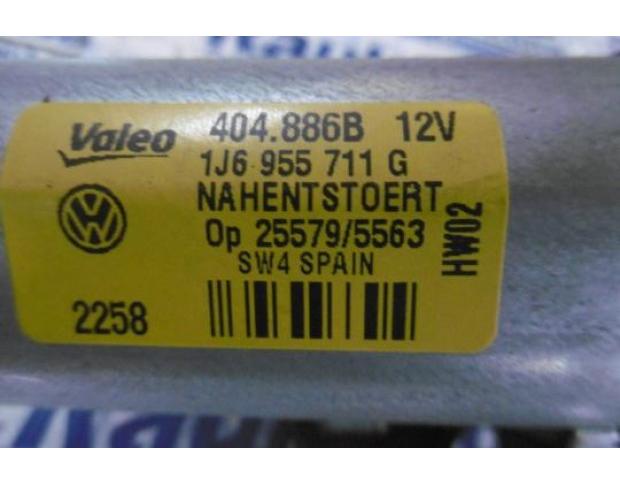 Valeo 404.886B 12V
1J6 955 711 G
NAHENTSTOERT
Op 25579/5563
SW4 SPAIN
HW02
2258